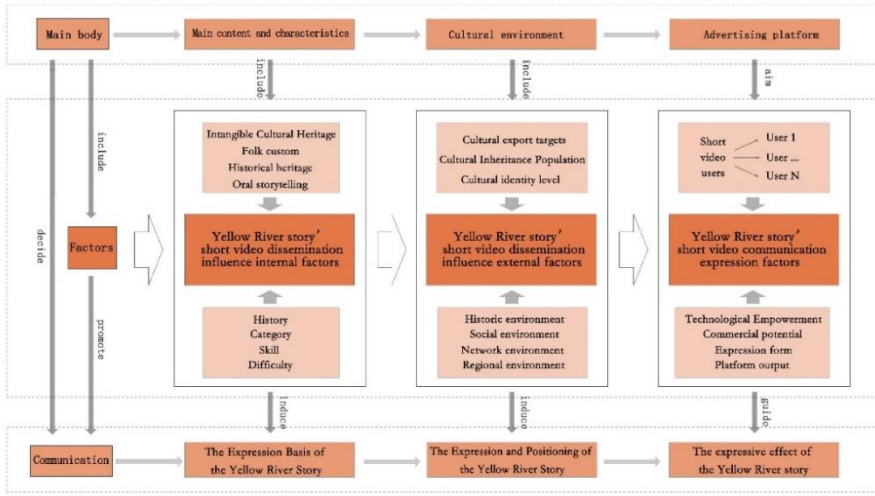 Main body
Main content and characteristics
Cultural environment
Advertising platform
include
include
aim
include
decide
Intangible Cultural Heritage
Folk custom
Historical heritage
Oral storytelling
Cultural export targets
Cultural Inheritance Population
Cultural identity level
Short
video
users
User 1
User ...
User N
Factors
Yellow River story'
short video dissemination
influence internal factors
Yellow River story'
short video dissemination
influence external factors
Yellow River story'
short video communication
expression factors
promote
History
Category
Skill
Difficulty
Historic environment
Social environment
Network environment
Regional environment
Technological Empowerment
Commercial potential
Expression form
Platform output
induce
induce
guide
Communication
The Expression Basis of
the Yellow River Story
The Expression and Positioning of
the Yellow River Story
The expressive effect of
the Yellow River story